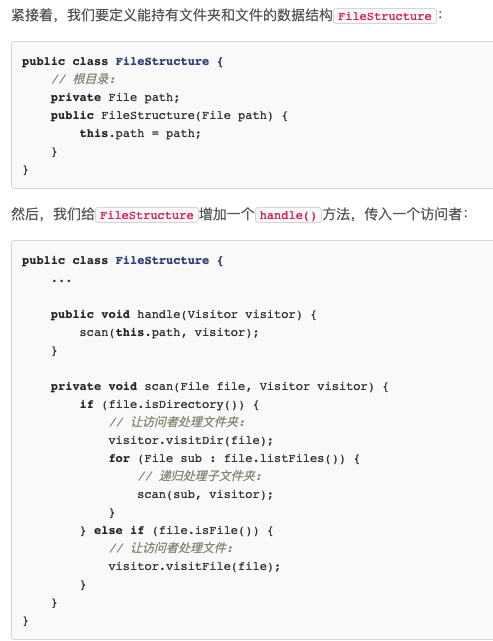 紧接着，我们要定义能持有文件夹和文件的数据结构FileStructure：
public class FileStructure {
    // 根目录：
    private File path;
    public FileStructure(File path) {
        this.path = path;
    }
}
然后，我们给FileStructure增加一个handle()方法，传入一个访问者：
public class FileStructure {
    ...

    public void handle(Visitor visitor) {
        scan(this.path, visitor);
    }

    private void scan(File file, Visitor visitor) {
        if (file.isDirectory()) {
            // 让访问者处理文件夹：
            visitor.visitDir(file);
            for (File sub : file.listFiles()) {
                // 递归处理子文件夹：
                scan(sub, visitor);
            }
        } else if (file.isFile()) {
            // 让访问者处理文件：
            visitor.visitFile(file);
        }
    }
}